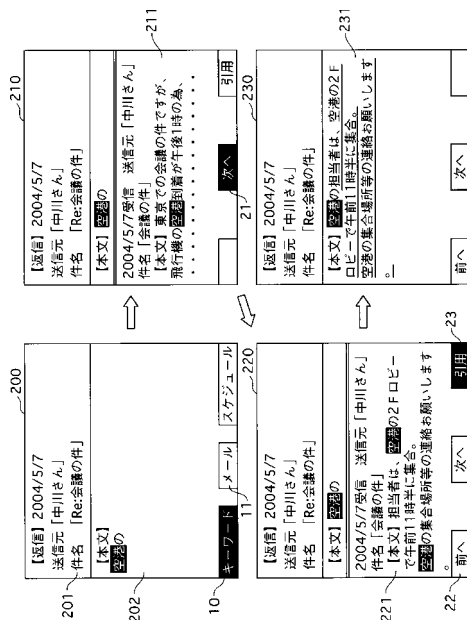 200
【返信】2004/5/7
送信元「中川さん」
件名 「Re:会議の件」
201
【本文】
空港の
202
キーワード メール スケジュール
10
11
210
【返信】2004/5/7
送信元「中川さん」
件名 「Re:会議の件」
【本文】空港の
2004/5/7受信 送信元「中川さん」
件名「会議の件」
【本文】東京での会議の件ですが、
飛行機の空港到着が午後1時の為、
・・・・・・・・・・・・
211
次へ 引用
21
220
【返信】2004/5/7
送信元「中川さん」
件名 「Re:会議の件」
【本文】空港の
2004/5/7受信 送信元「中川さん」
件名「会議の件」
【本文】担当者は、空港の2Fロビー
で午前11時半に集合。
空港の集合場所等の連絡お願いします
。
221
前へ 次へ 引用
22
23
230
【返信】2004/5/7
送信元「中川さん」
件名 「Re:会議の件」
【本文】空港の担当者は、空港の2F
ロビーで午前11時半に集合。
空港の集合場所等の連絡お願いします
。
231
前へ